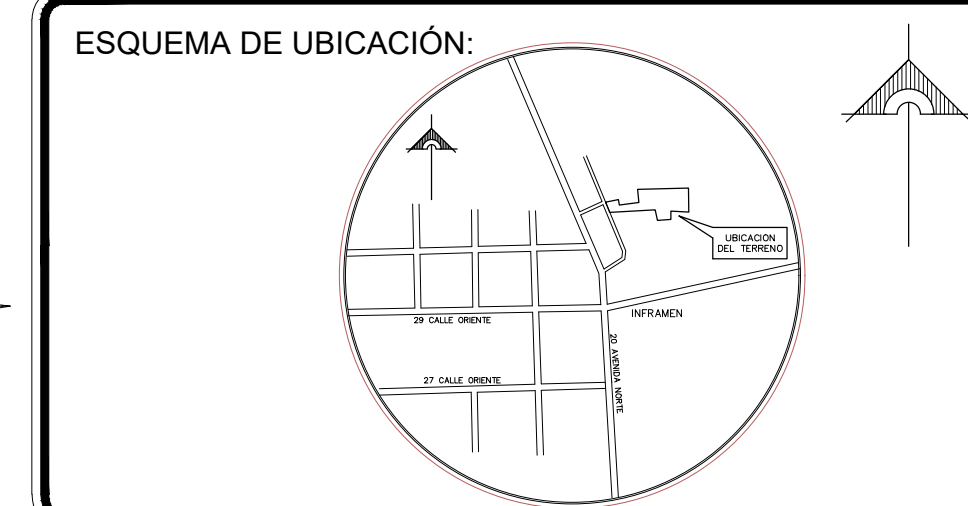 ESQUEMA DE UBICACIÓN:
UBICACION
DEL TERRENO
INFRAMEN
29 CALLE ORIENTE
20 AVENIDA NORTE
27 CALLE ORIENTE